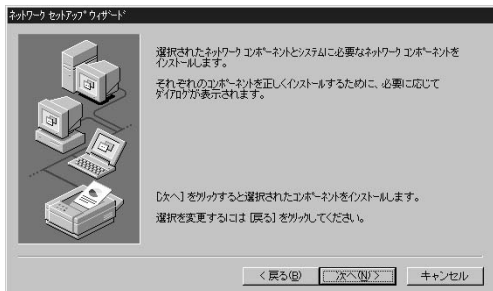 ネットワーク セットアップ ウィザード
選択されたネットワーク コンポーネントとシステムに必要なネットワーク コンポーネントを
インストールします。
それぞれのコンポーネントを正しくインストールするために、必要に応じて
ダイアログが表示されます。
[次へ] をクリックすると選択されたコンポーネントをインストールします。
選択を変更するには [戻る] をクリックしてください。
< 戻る(B)
次へ(N) >
キャンセル